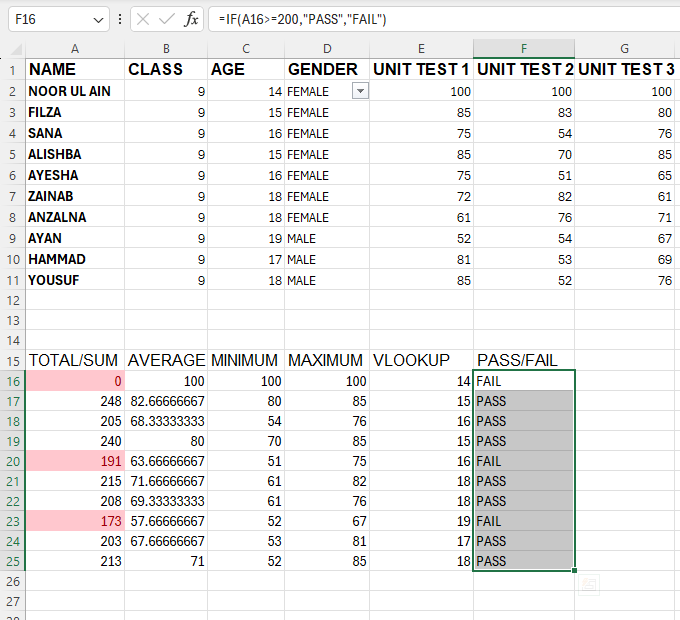 F16 fx =IF(A16>=200,"PASS","FAIL")
A B C D E F G
1 NAME CLASS AGE GENDER UNIT TEST 1 UNIT TEST 2 UNIT TEST 3
2 NOOR UL AIN 9 14 FEMALE 100 100 100
3 FILZA 9 15 FEMALE 85 83 80
4 SANA 9 16 FEMALE 75 54 76
5 ALISHBA 9 15 FEMALE 85 70 85
6 AYESHA 9 16 FEMALE 75 51 65
7 ZAINAB 9 18 FEMALE 72 82 61
8 ANZALNA 9 18 FEMALE 61 76 71
9 AYAN 9 19 MALE 52 54 67
10 HAMMAD 9 17 MALE 81 53 69
11 YOUSUF 9 18 MALE 85 52 76
12
13
14
15 TOTAL/SUM AVERAGE MINIMUM MAXIMUM VLOOKUP PASS/FAIL
16 0 100 100 100 14 FAIL
17 248 82.66666667 80 85 15 PASS
18 205 68.33333333 54 76 16 PASS
19 240 80 70 85 15 PASS
20 191 63.66666667 51 75 16 FAIL
21 215 71.66666667 61 82 18 PASS
22 208 69.33333333 61 76 18 PASS
23 173 57.66666667 52 67 19 FAIL
24 203 67.66666667 53 81 17 PASS
25 213 71 52 85 18 PASS
26
27
28